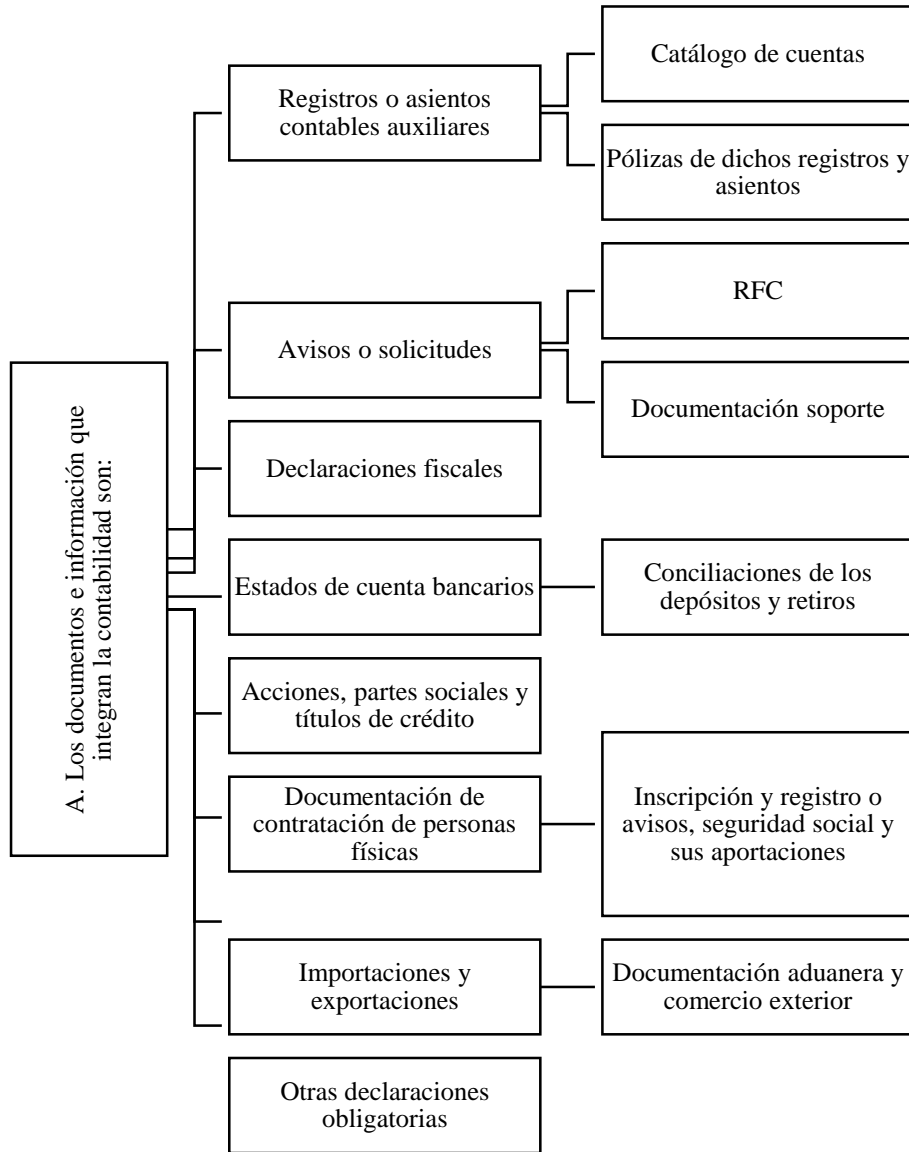 A. Los documentos e información que
integran la contabilidad son:
Registros o asientos
contables auxiliares
Catálogo de cuentas
Pólizas de dichos registros y
asientos
Avisos o solicitudes
RFC
Documentación soporte
Declaraciones fiscales
Estados de cuenta bancarios
Conciliaciones de los
depósitos y retiros
Acciones, partes sociales y
títulos de crédito
Documentación de
contratación de personas
físicas
Inscripción y registro o
avisos, seguridad social y
sus aportaciones
Importaciones y
exportaciones
Documentación aduanera y
comercio exterior
Otras declaraciones
obligatorias